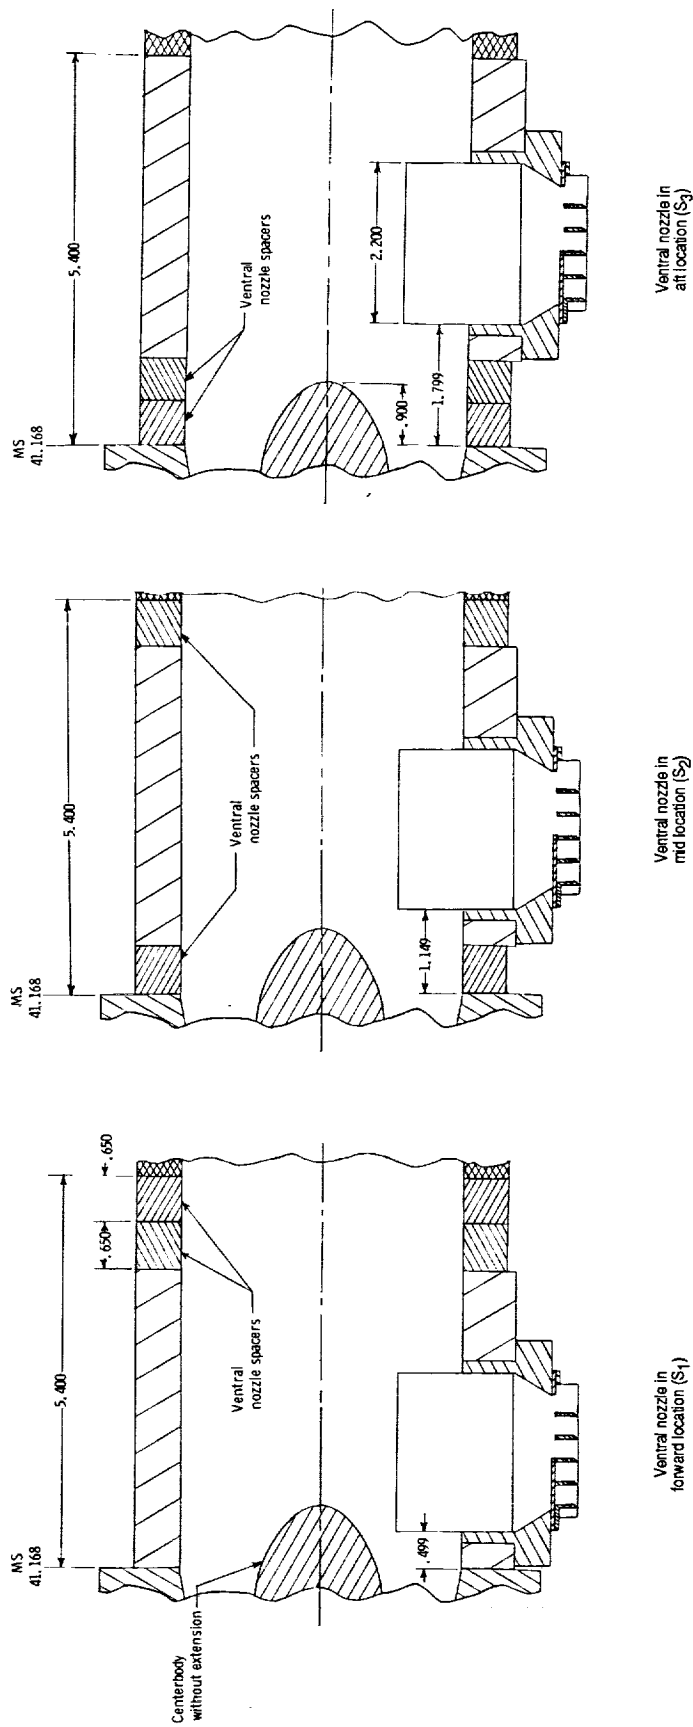 MS
41.168
5.400
.650
.650
Ventral
nozzle spacers
Centerbody
without extension
.499
Ventral nozzle in
forward location (S1)
MS
41.168
5.400
Ventral
nozzle spacers
1.149
Ventral nozzle in
mid location (S2)
MS
41.168
5.400
Ventral
nozzle spacers
2.200
.900
1.799
Ventral nozzle in
aft location (S3)